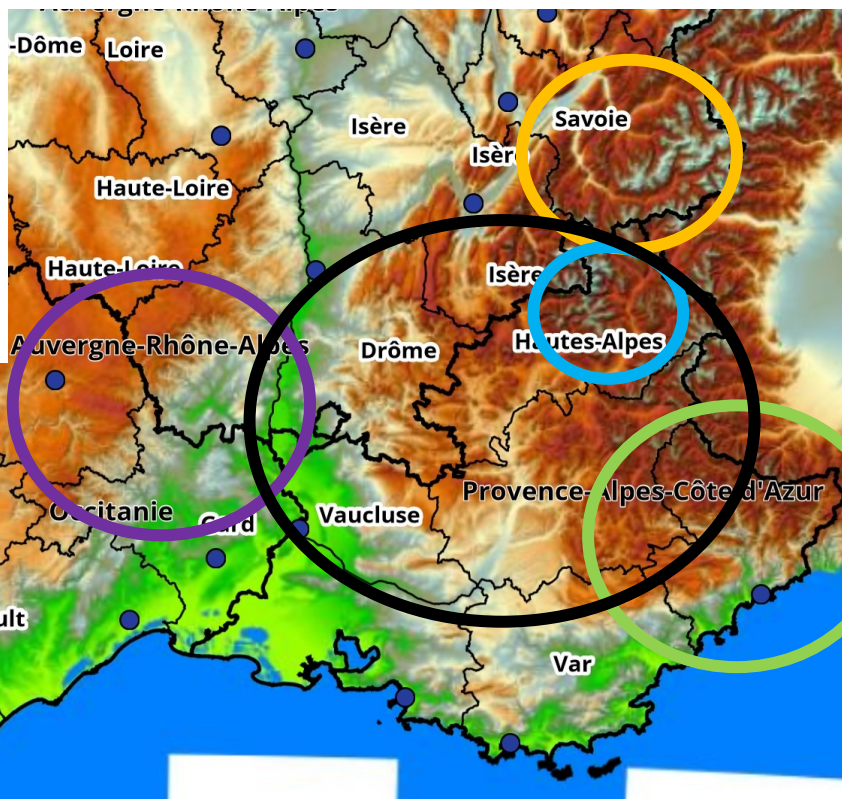 Auvergne-Rhône-Alpes
-Dôme
Loire
Savoie
Isère
Isère
Haute-Loire
Haute-Loire
Isère
Auvergne-Rhône-Alpes
Drôme
Hautes-Alpes
Provence-Alpes-Côte d'Azur
Occitanie
Gard
Vaucluse
ult
Var